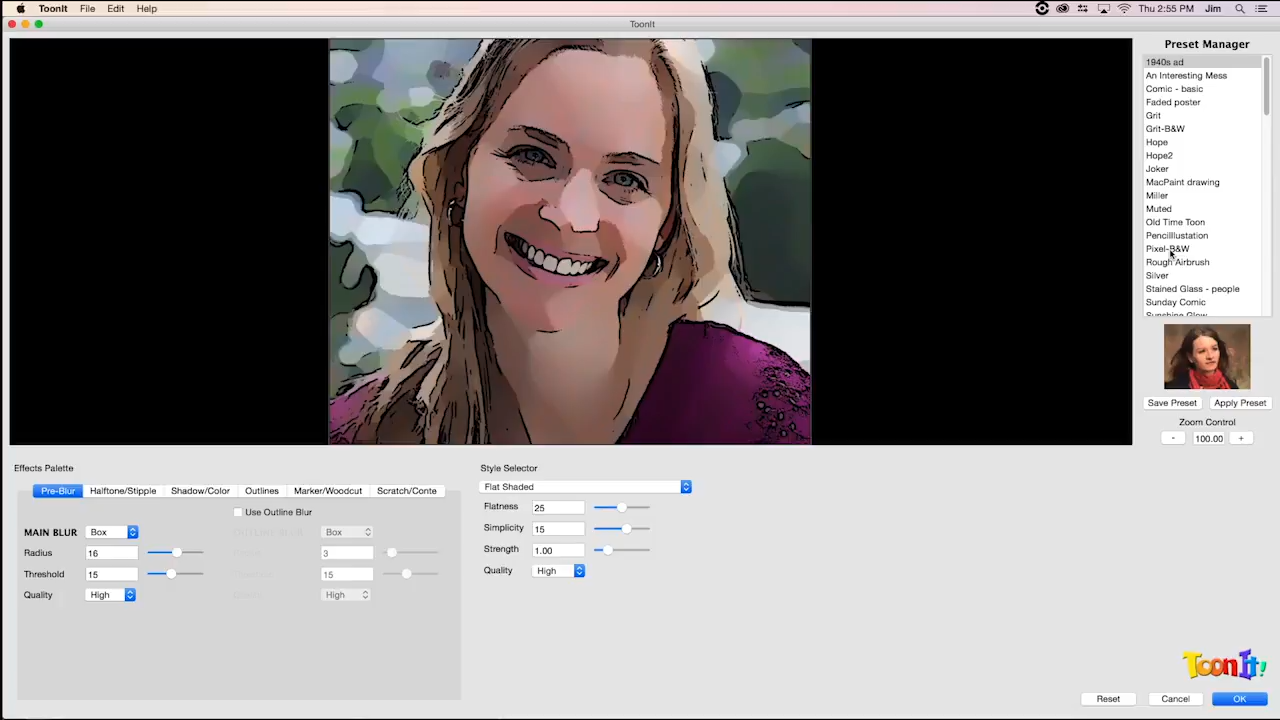 ToonIt File Edit Help Thu 2:55 PM Jim
ToonIt
Preset Manager
1940s ad
An Interesting Mess
Comic - basic
Faded poster
Grit
Grit-B&W
Hope
Hope2
Joker
MacPaint drawing
Miller
Muted
Old Time Toon
PencilIlustation
Pixel-B&W
Rough Airbrush
Silver
Stained Glass - people
Sunday Comic
Sunshine Glow
Save Preset Apply Preset
Zoom Control
- 100.00 +
Effects Palette
Pre-Blur Halftone/Stipple Shadow/Color Outlines Marker/Woodcut Scratch/Conte
Use Outline Blur
MAIN BLUR Box Box
Radius 16 3
Threshold 15 15
Quality High High
Style Selector
Flat Shaded
Flatness 25
Simplicity 15
Strength 1.00
Quality High
ToonIt!
Reset Cancel OK